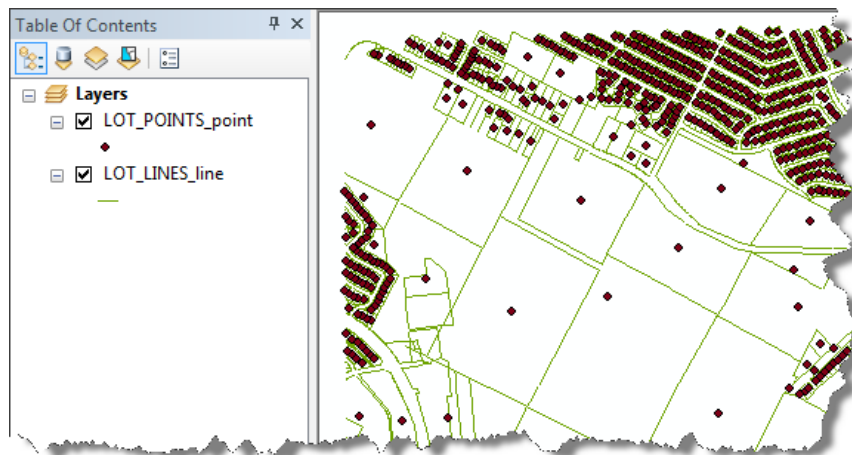 Table Of Contents
Layers
LOT_POINTS_point
LOT_LINES_line